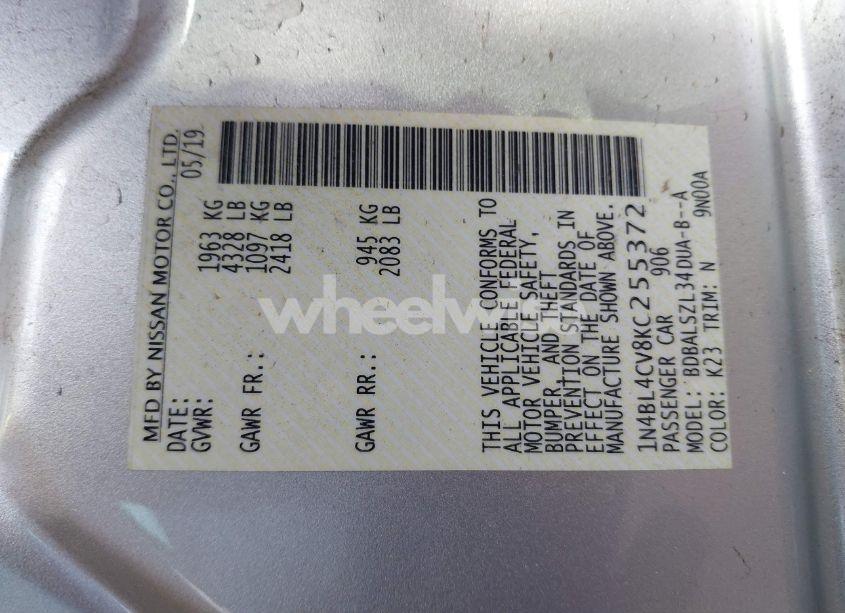 MFD BY NISSAN MOTOR CO., LTD.
DATE: 05/19
GVWR: 1963 KG
4328 LB
GAWR FR.: 1097 KG
2418 LB
GAWR RR.: 945 KG
2083 LB
THIS VEHICLE CONFORMS TO
ALL APPLICABLE FEDERAL
MOTOR VEHICLE SAFETY,
BUMPER, AND THEFT
PREVENTION STANDARDS IN
EFFECT ON THE DATE OF
MANUFACTURE SHOWN ABOVE.
1N4BL4CV8KC255372
PASSENGER CAR 906
MODEL: BDBALSZL34DUA-B--A
COLOR: K23 TRIM: N 9N00A